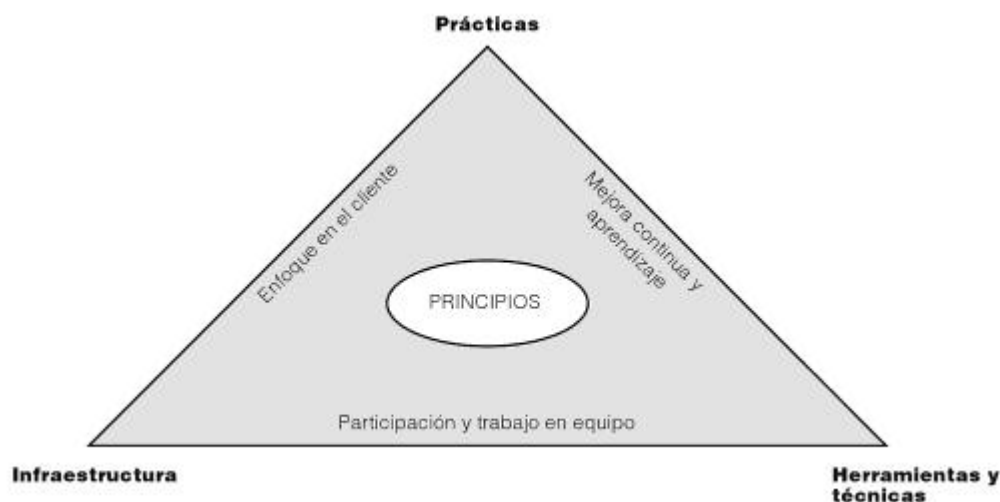 Prácticas
Enfoque en el cliente
Mejora continua y
aprendizaje
PRINCIPIOS
Participación y trabajo en equipo
Infraestructura
Herramientas y
técnicas